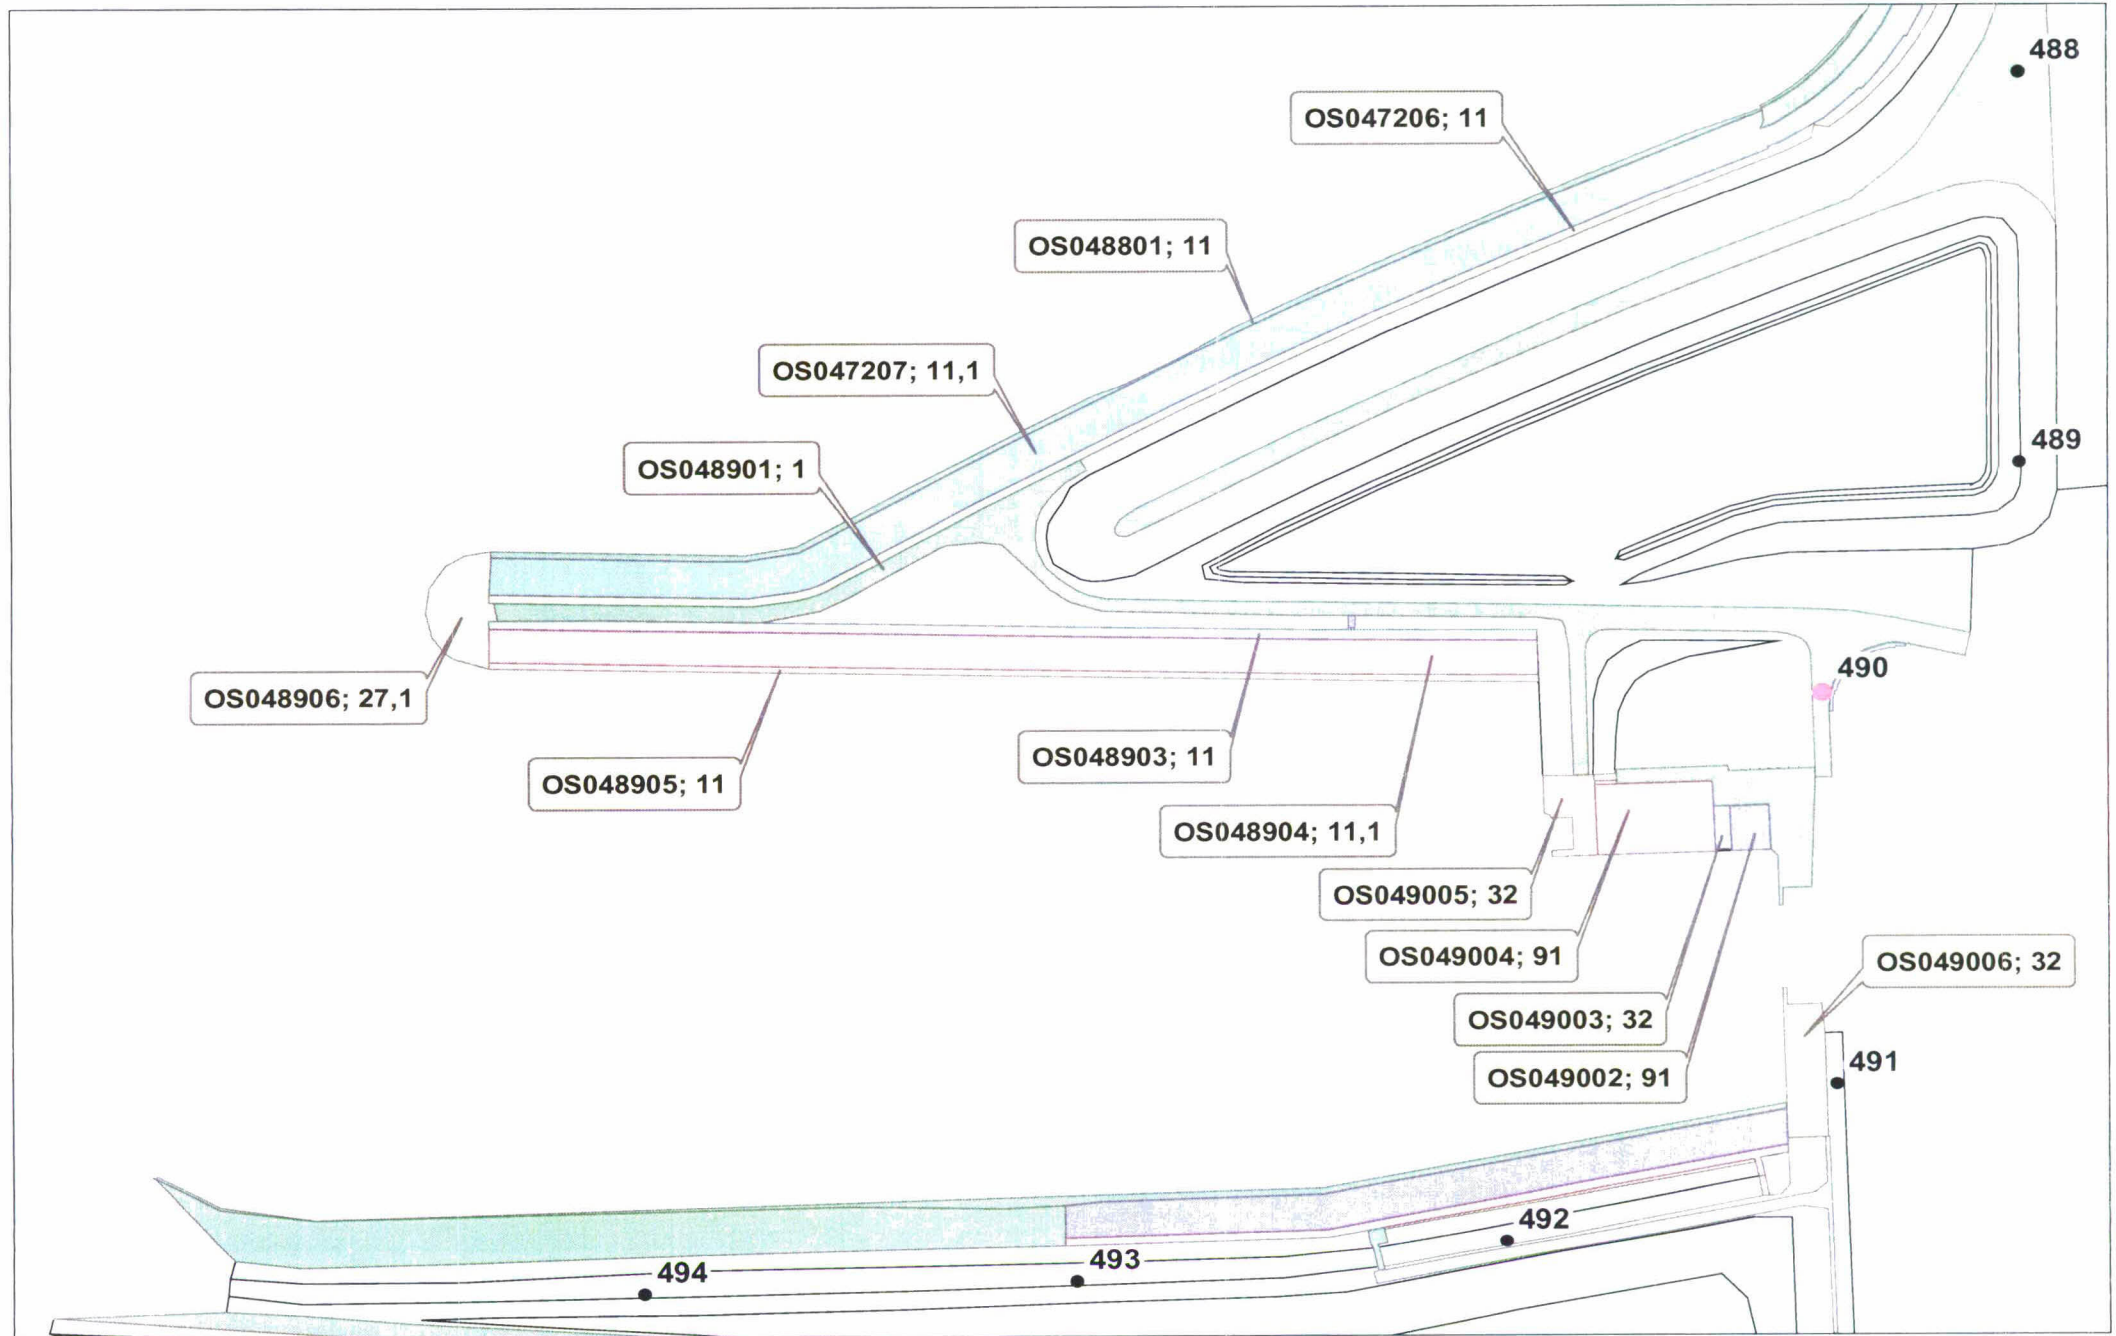 488
OS047206; 11
OS048801; 11
OS047207; 11,1
489
OS048901; 1
490
OS048906; 27,1
OS048903; 11
OS048905; 11
OS048904; 11,1
OS049005; 32
OS049004; 91
OS049006; 32
OS049003; 32
491
OS049002; 91
492
493
494